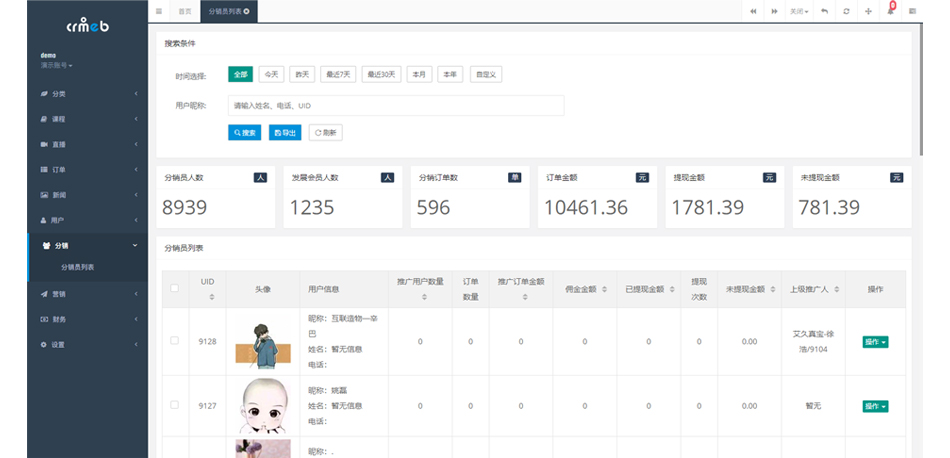 crmeb
demo
演示账号
分类
课程
直播
订单
新闻
用户
分销
分销员列表
营销
财务
设置
首页
分销员列表
关闭
0
搜索条件
时间选择:
全部
今天
昨天
最近7天
最近30天
本月
本年
自定义
用户昵称:
请输入姓名、电话、UID
搜索
导出
刷新
分销员人数
人
8939
发展会员人数
人
1235
分销订单数
单
596
订单金额
元
10461.36
提现金额
元
1781.39
未提现金额
元
781.39
分销员列表
UID
头像
用户信息
推广用户数量
订单
数量
推广订单金额
佣金金额
已提现金额
提现
次数
未提现金额
上级推广人
操作
9128
昵称：互联造物—辛
巴
姓名：暂无信息
电话：
0
0
0
0
0
0
0.00
艾久真宝-徐
浩/9104
操作
9127
昵称：姚磊
姓名：暂无信息
电话：
0
0
0
0
0
0
0.00
暂无
操作
昵称：.